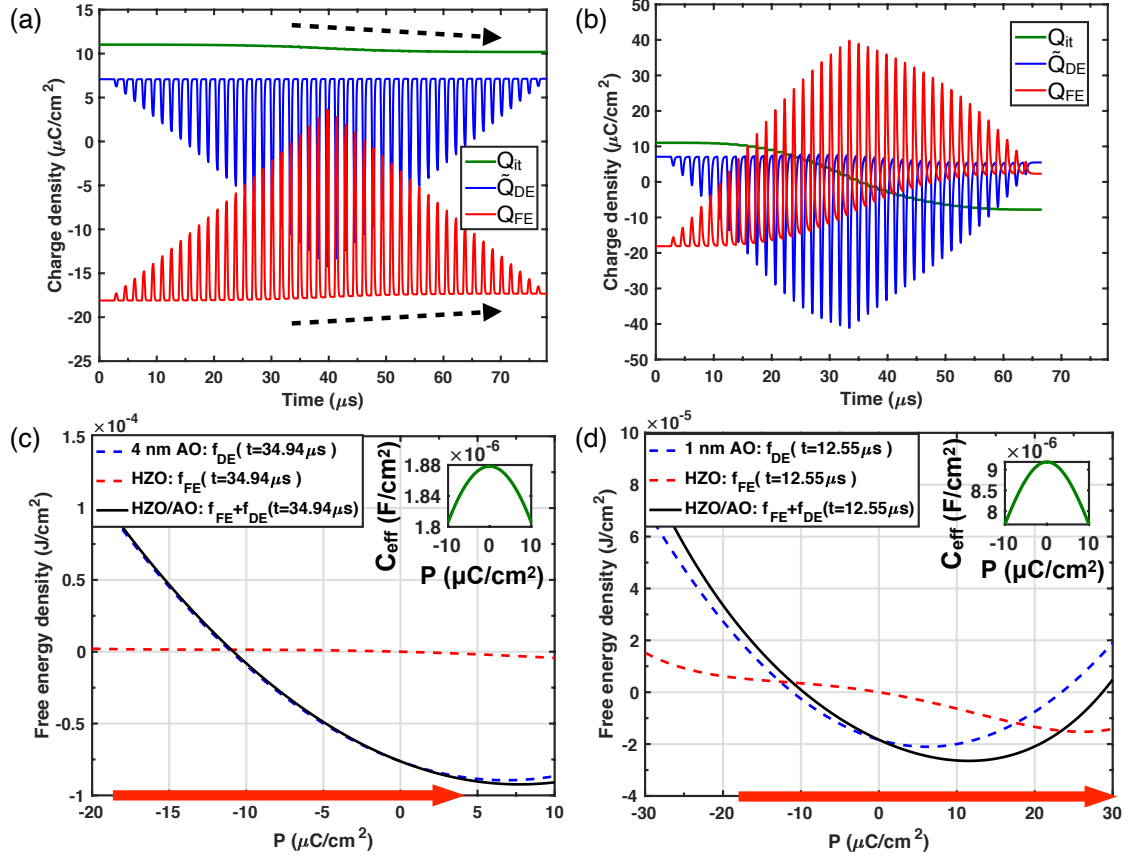 (a)
Charge density (μC/cm²)
15
10
5
0
-5
-10
-15
-20
-25
0 10 20 30 40 50 60 70
Time (μs)
Q_it
Q̃_DE
Q_FE
(b)
Charge density (μC/cm²)
50
40
30
20
10
0
-10
-20
-30
-40
-50
0 10 20 30 40 50 60 70
Time (μs)
Q_it
Q̃_DE
Q_FE
(c)
×10⁻⁴
Free energy density (J/cm²)
1.5
1
0.5
0
-0.5
-1
-20 -15 -10 -5 0 5 10
P (μC/cm²)
4 nm AO: f_DE( t=34.94μs )
HZO: f_FE( t=34.94μs )
HZO/AO: f_FE+f_DE(t=34.94μs)
C_eff (F/cm²)
×10⁻⁶
1.88
1.84
1.8
-10 0 10
P (μC/cm²)
(d)
×10⁻⁵
Free energy density (J/cm²)
10
8
6
4
2
0
-2
-4
-30 -20 -10 0 10 20 30
P (μC/cm²)
1 nm AO: f_DE( t=12.55μs )
HZO: f_FE( t=12.55μs )
HZO/AO: f_FE+f_DE(t=12.55μs)
C_eff (F/cm²)
×10⁻⁶
9
8.5
8
-10 0 10
P (μC/cm²)